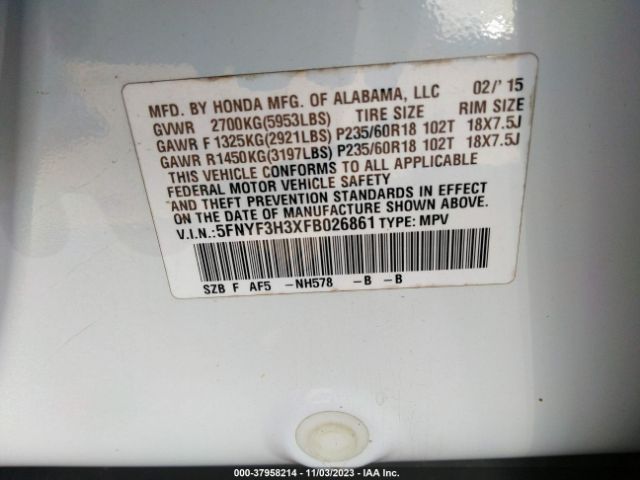 MFD. BY HONDA MFG. OF ALABAMA, LLC 02/' 15
GVWR 2700KG(5953LBS) TIRE SIZE RIM SIZE
GAWR F 1325KG(2921LBS) P235/60R18 102T 18X7.5J
GAWR R1450KG(3197LBS) P235/60R18 102T 18X7.5J
THIS VEHICLE CONFORMS TO ALL APPLICABLE
FEDERAL MOTOR VEHICLE SAFETY
AND THEFT PREVENTION STANDARDS IN EFFECT
ON THE DATE OF MANUFACTURE SHOWN ABOVE.
V.I.N.:5FNYF3H3XFB026861 TYPE: MPV
SZB F AF5 -NH578 -B -B
000-37958214 - 11/03/2023 - IAA Inc.